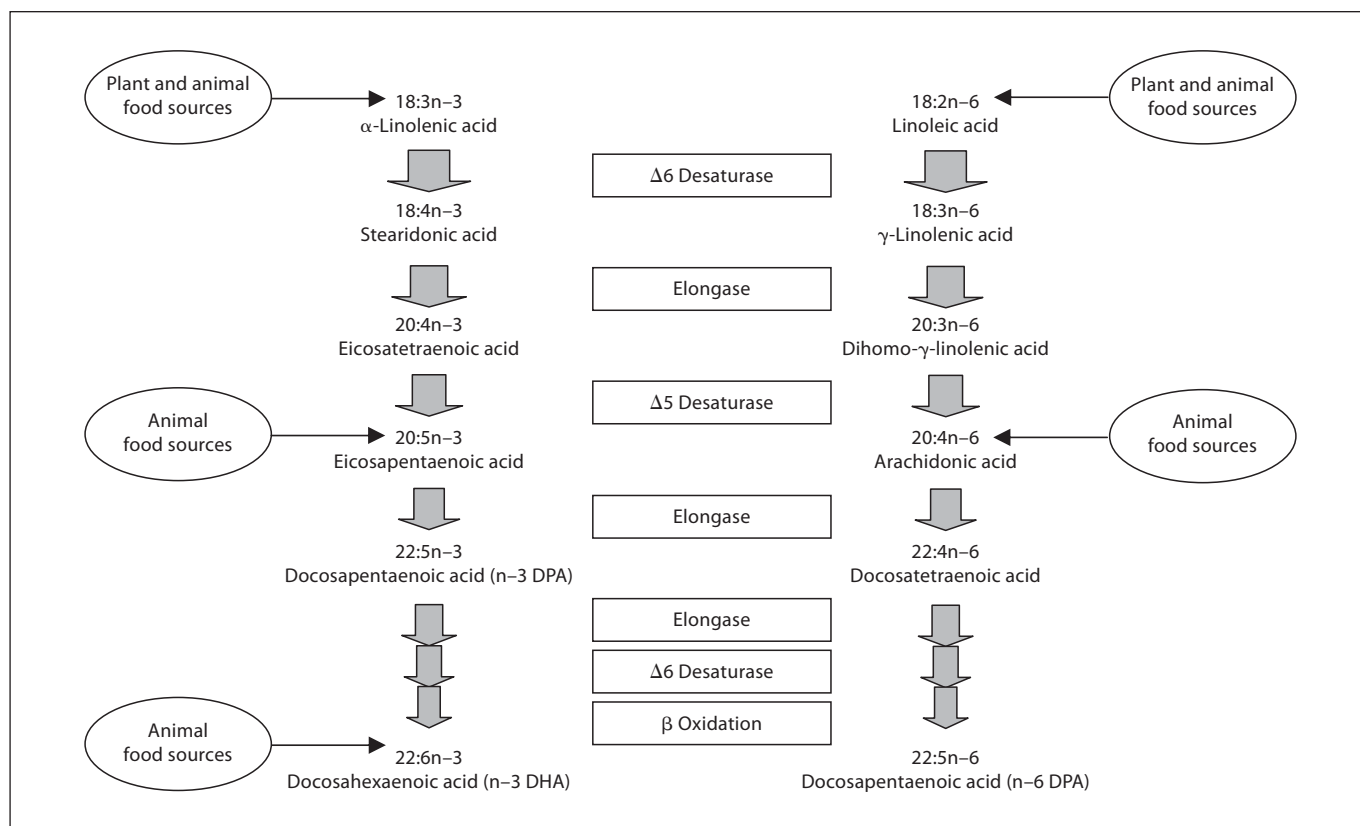 Plant and animal
food sources
18:3n–3
α-Linolenic acid
18:2n–6
Linoleic acid
Plant and animal
food sources
Δ6 Desaturase
18:4n–3
Stearidonic acid
18:3n–6
γ-Linolenic acid
Elongase
20:4n–3
Eicosatetraenoic acid
20:3n–6
Dihomo-γ-linolenic acid
Δ5 Desaturase
Animal
food sources
20:5n–3
Eicosapentaenoic acid
20:4n–6
Arachidonic acid
Animal
food sources
Elongase
22:5n–3
Docosapentaenoic acid (n–3 DPA)
22:4n–6
Docosatetraenoic acid
Elongase
Δ6 Desaturase
β Oxidation
Animal
food sources
22:6n–3
Docosahexaenoic acid (n–3 DHA)
22:5n–6
Docosapentaenoic acid (n–6 DPA)